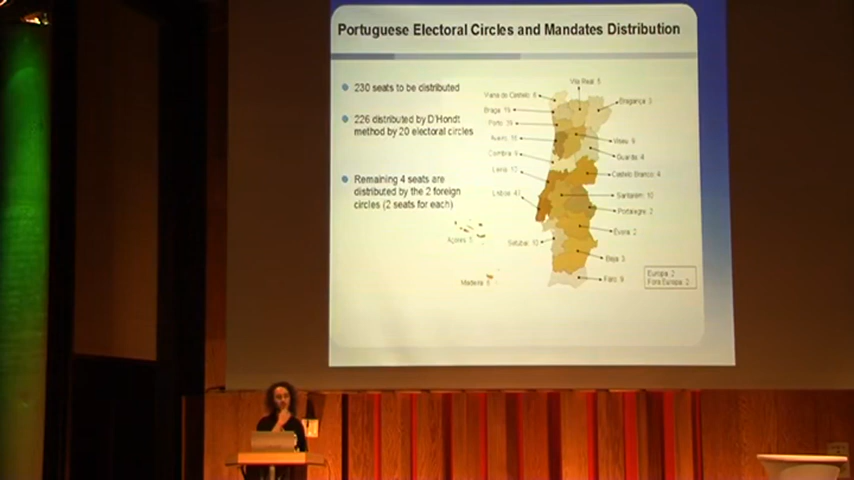 Portuguese Electoral Circles and Mandates Distribution
230 seats to be distributed
226 distributed by D'Hondt
method by 20 electoral circles
Remaining 4 seats are
distributed by the 2 foreign
circles (2 seats for each)
Vila Real: 5
Viana do Castelo: 6
Bragança: 3
Braga: 19
Porto: 39
Aveiro: 16
Viseu: 9
Coimbra: 9
Guarda: 4
Leiria: 10
Castelo Branco: 4
Lisboa: 47
Santarém: 10
Portalegre: 2
Évora: 2
Açores: 5
Setubal:
Beja: 3
Madeira: 6
Faro:
Europa: 2
Fora Europa: 2